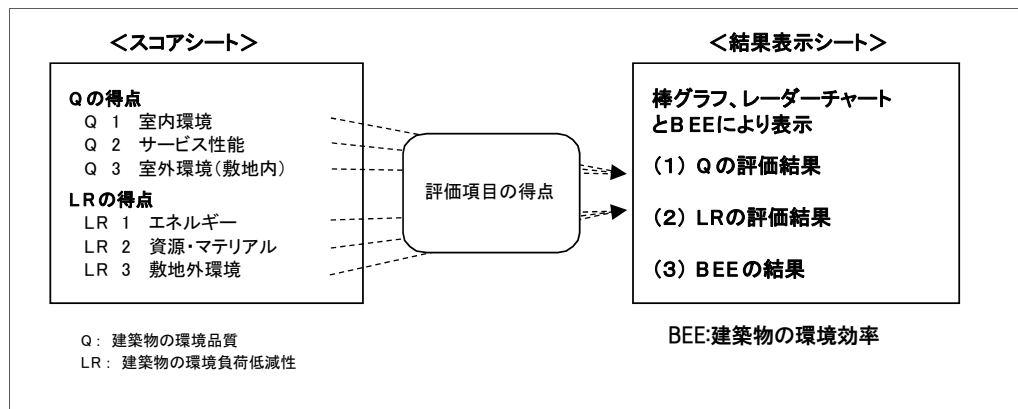 ＜スコアシート＞
Qの得点
Q 1 室内環境
Q 2 サービス性能
Q 3 室外環境（敷地内）
LRの得点
LR 1 エネルギー
LR 2 資源・マテリアル
LR 3 敷地外環境
Q： 建築物の環境品質
LR： 建築物の環境負荷低減性
評価項目の得点
＜結果表示シート＞
棒グラフ、レーダーチャート
とBEEにより表示
（1） Qの評価結果
（2） LRの評価結果
（3） BEEの結果
BEE:建築物の環境効率